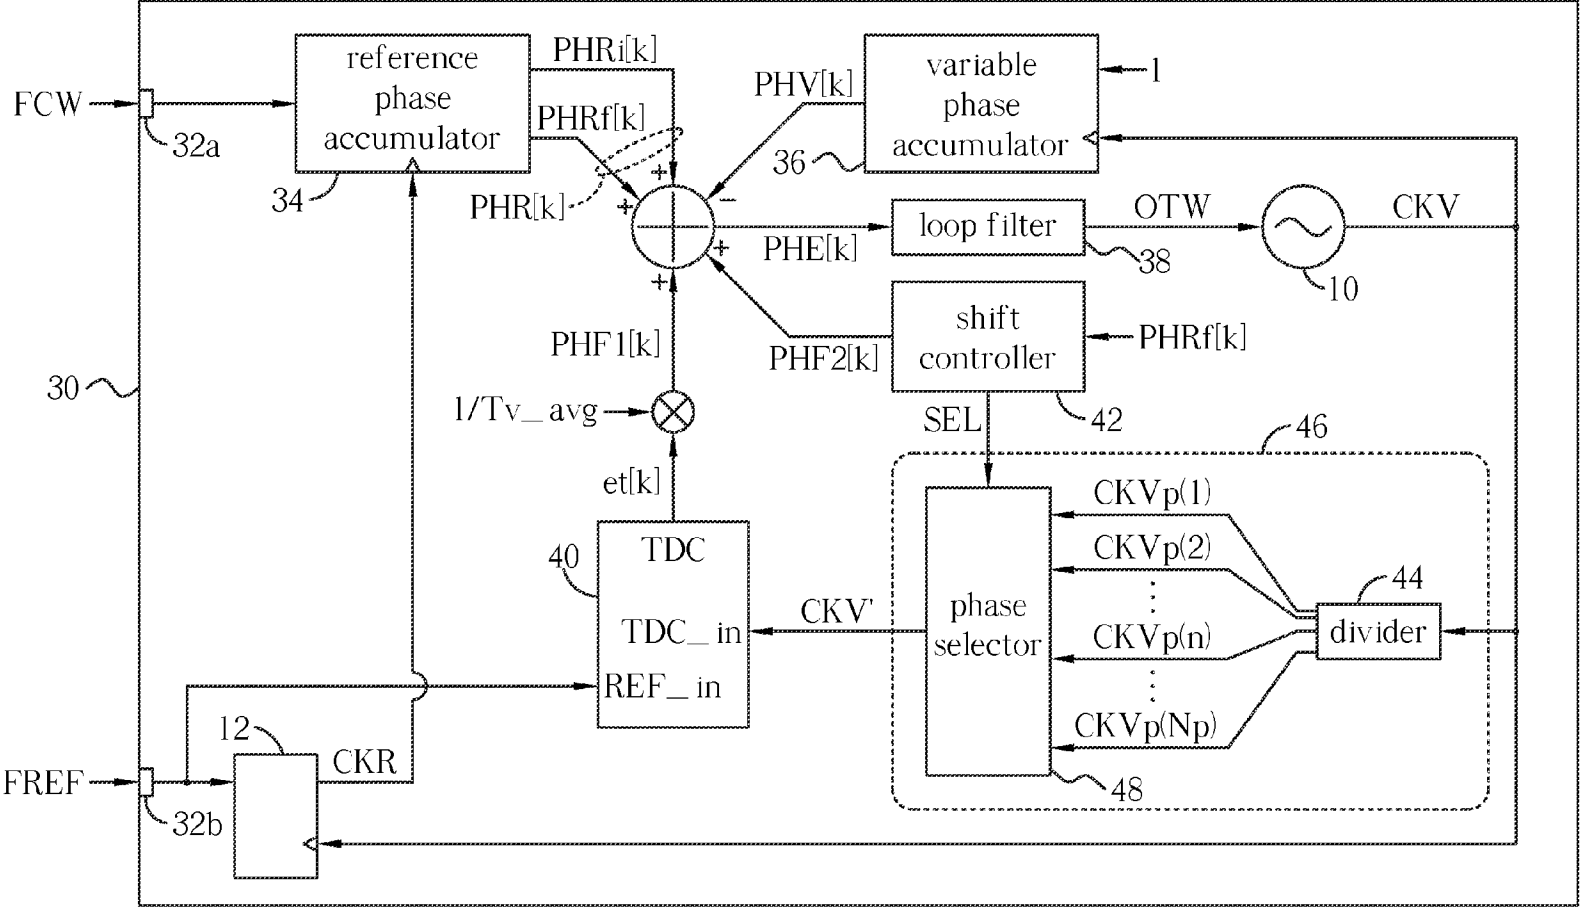 reference
phase
accumulator
PHRi[k]
PHRf[k]
PHR[k]
FCW
32a
34
PHV[k]
variable
phase
accumulator
1
36
loop filter
PHE[k]
OTW
CKV
38
10
shift
controller
PHRf[k]
PHF1[k]
PHF2[k]
30
1/Tv_avg
SEL
42
46
et[k]
CKVp(1)
40
TDC
CKVp(2)
44
TDC_in
CKV'
phase
selector
CKVp(n)
divider
REF_in
CKVp(Np)
12
CKR
FREF
32b
48
+
+
−
+
+